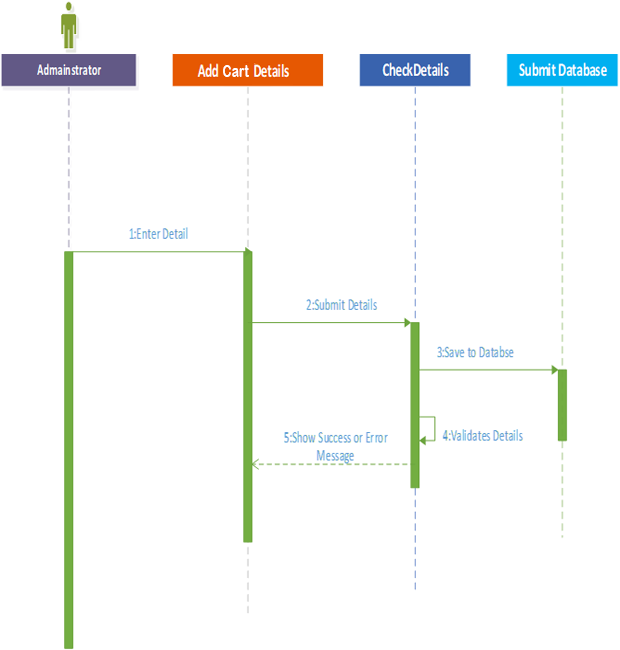 Admainstrator
Add Cart Details
CheckDetails
Submit Database
1:Enter Detail
2:Submit Details
3:Save to Databse
4:Validates Details
5:Show Success or Error
Message